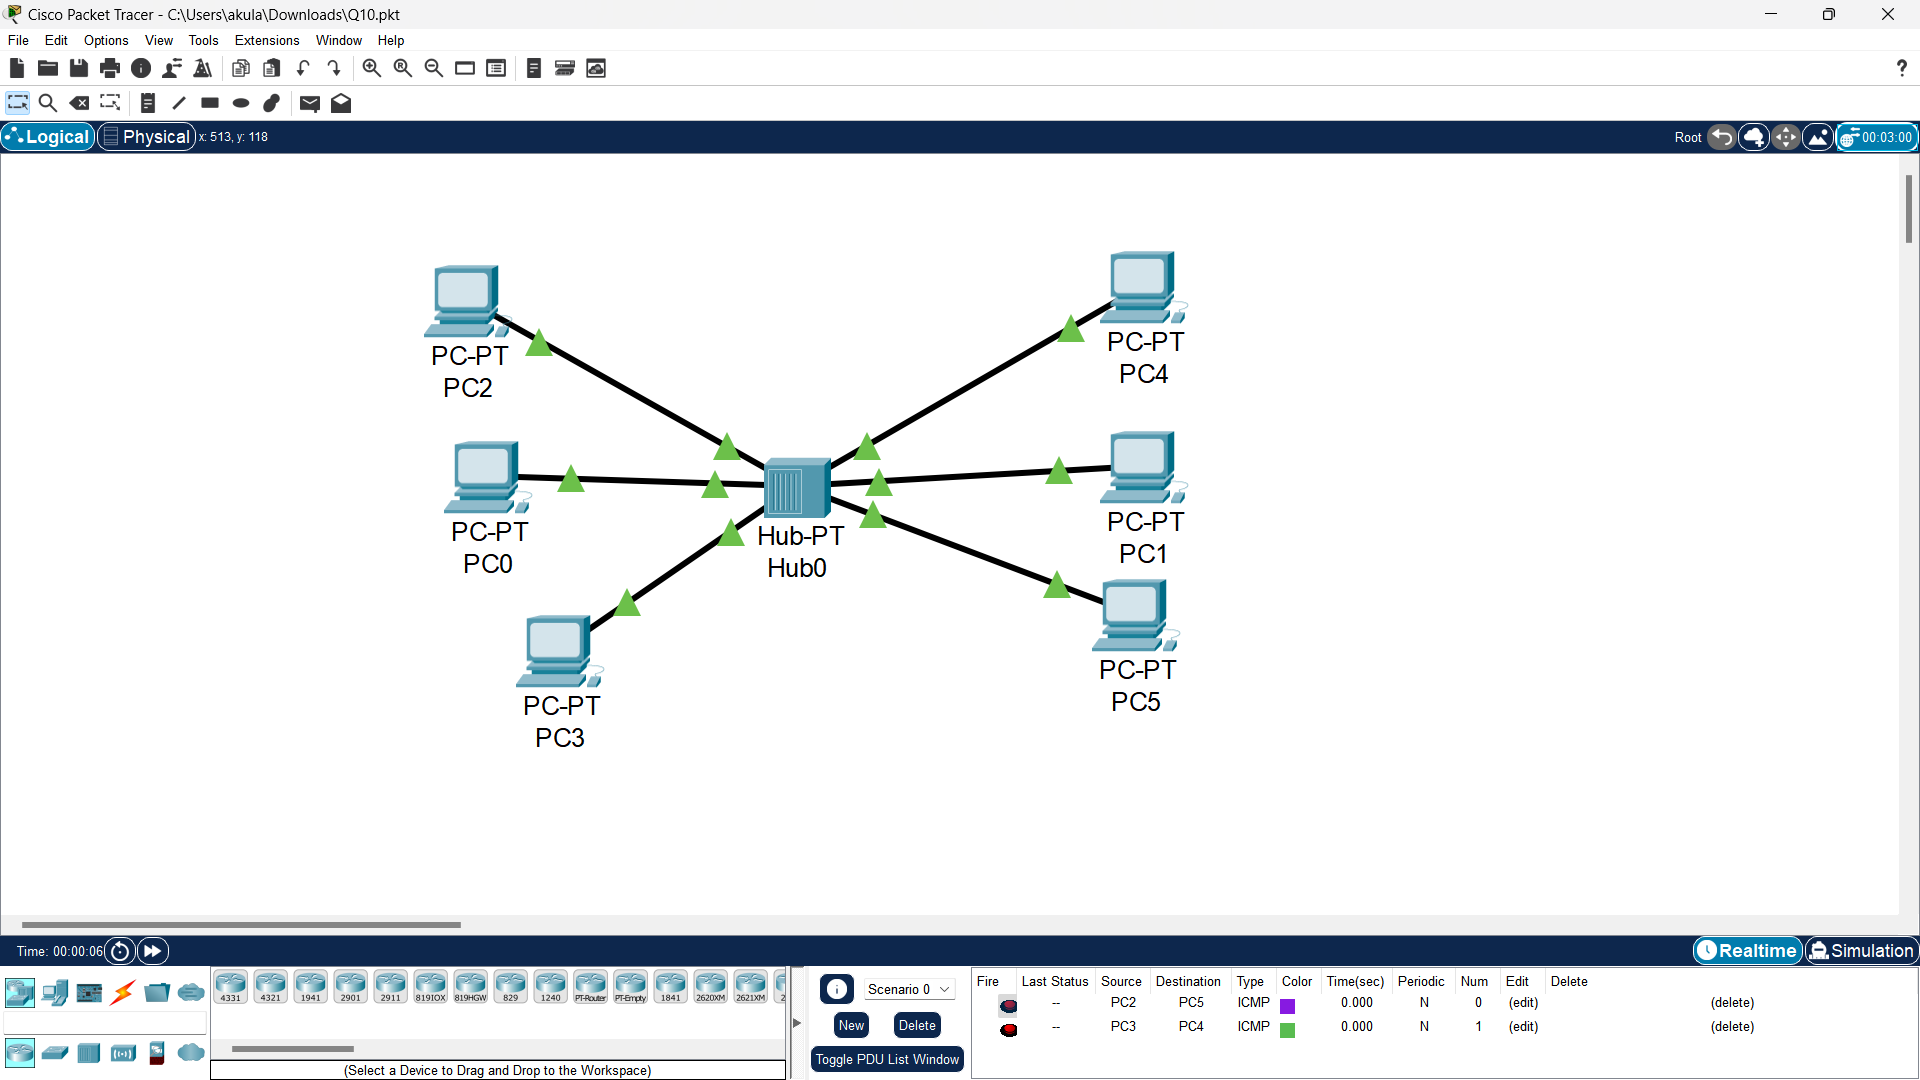 Cisco Packet Tracer - C:\Users\akula\Downloads\Q10.pkt
File Edit Options View Tools Extensions Window Help
?
Logical Physical x: 513, y: 118 Root 00:03:00
PC-PT
PC2
PC-PT
PC4
PC-PT
PC0
Hub-PT
Hub0
PC-PT
PC1
PC-PT
PC3
PC-PT
PC5
Time: 00:00:06 Realtime Simulation
4331 4321 1941 2901 2911 819IOX 819HGW 829 1240 PT-Router PT-Empty 1841 2620XM 2621XM 2
(Select a Device to Drag and Drop to the Workspace)
Scenario 0
New Delete
Toggle PDU List Window
Fire Last Status Source Destination Type Color Time(sec) Periodic Num Edit Delete
-- PC2 PC5 ICMP 0.000 N 0 (edit) (delete)
-- PC3 PC4 ICMP 0.000 N 1 (edit) (delete)